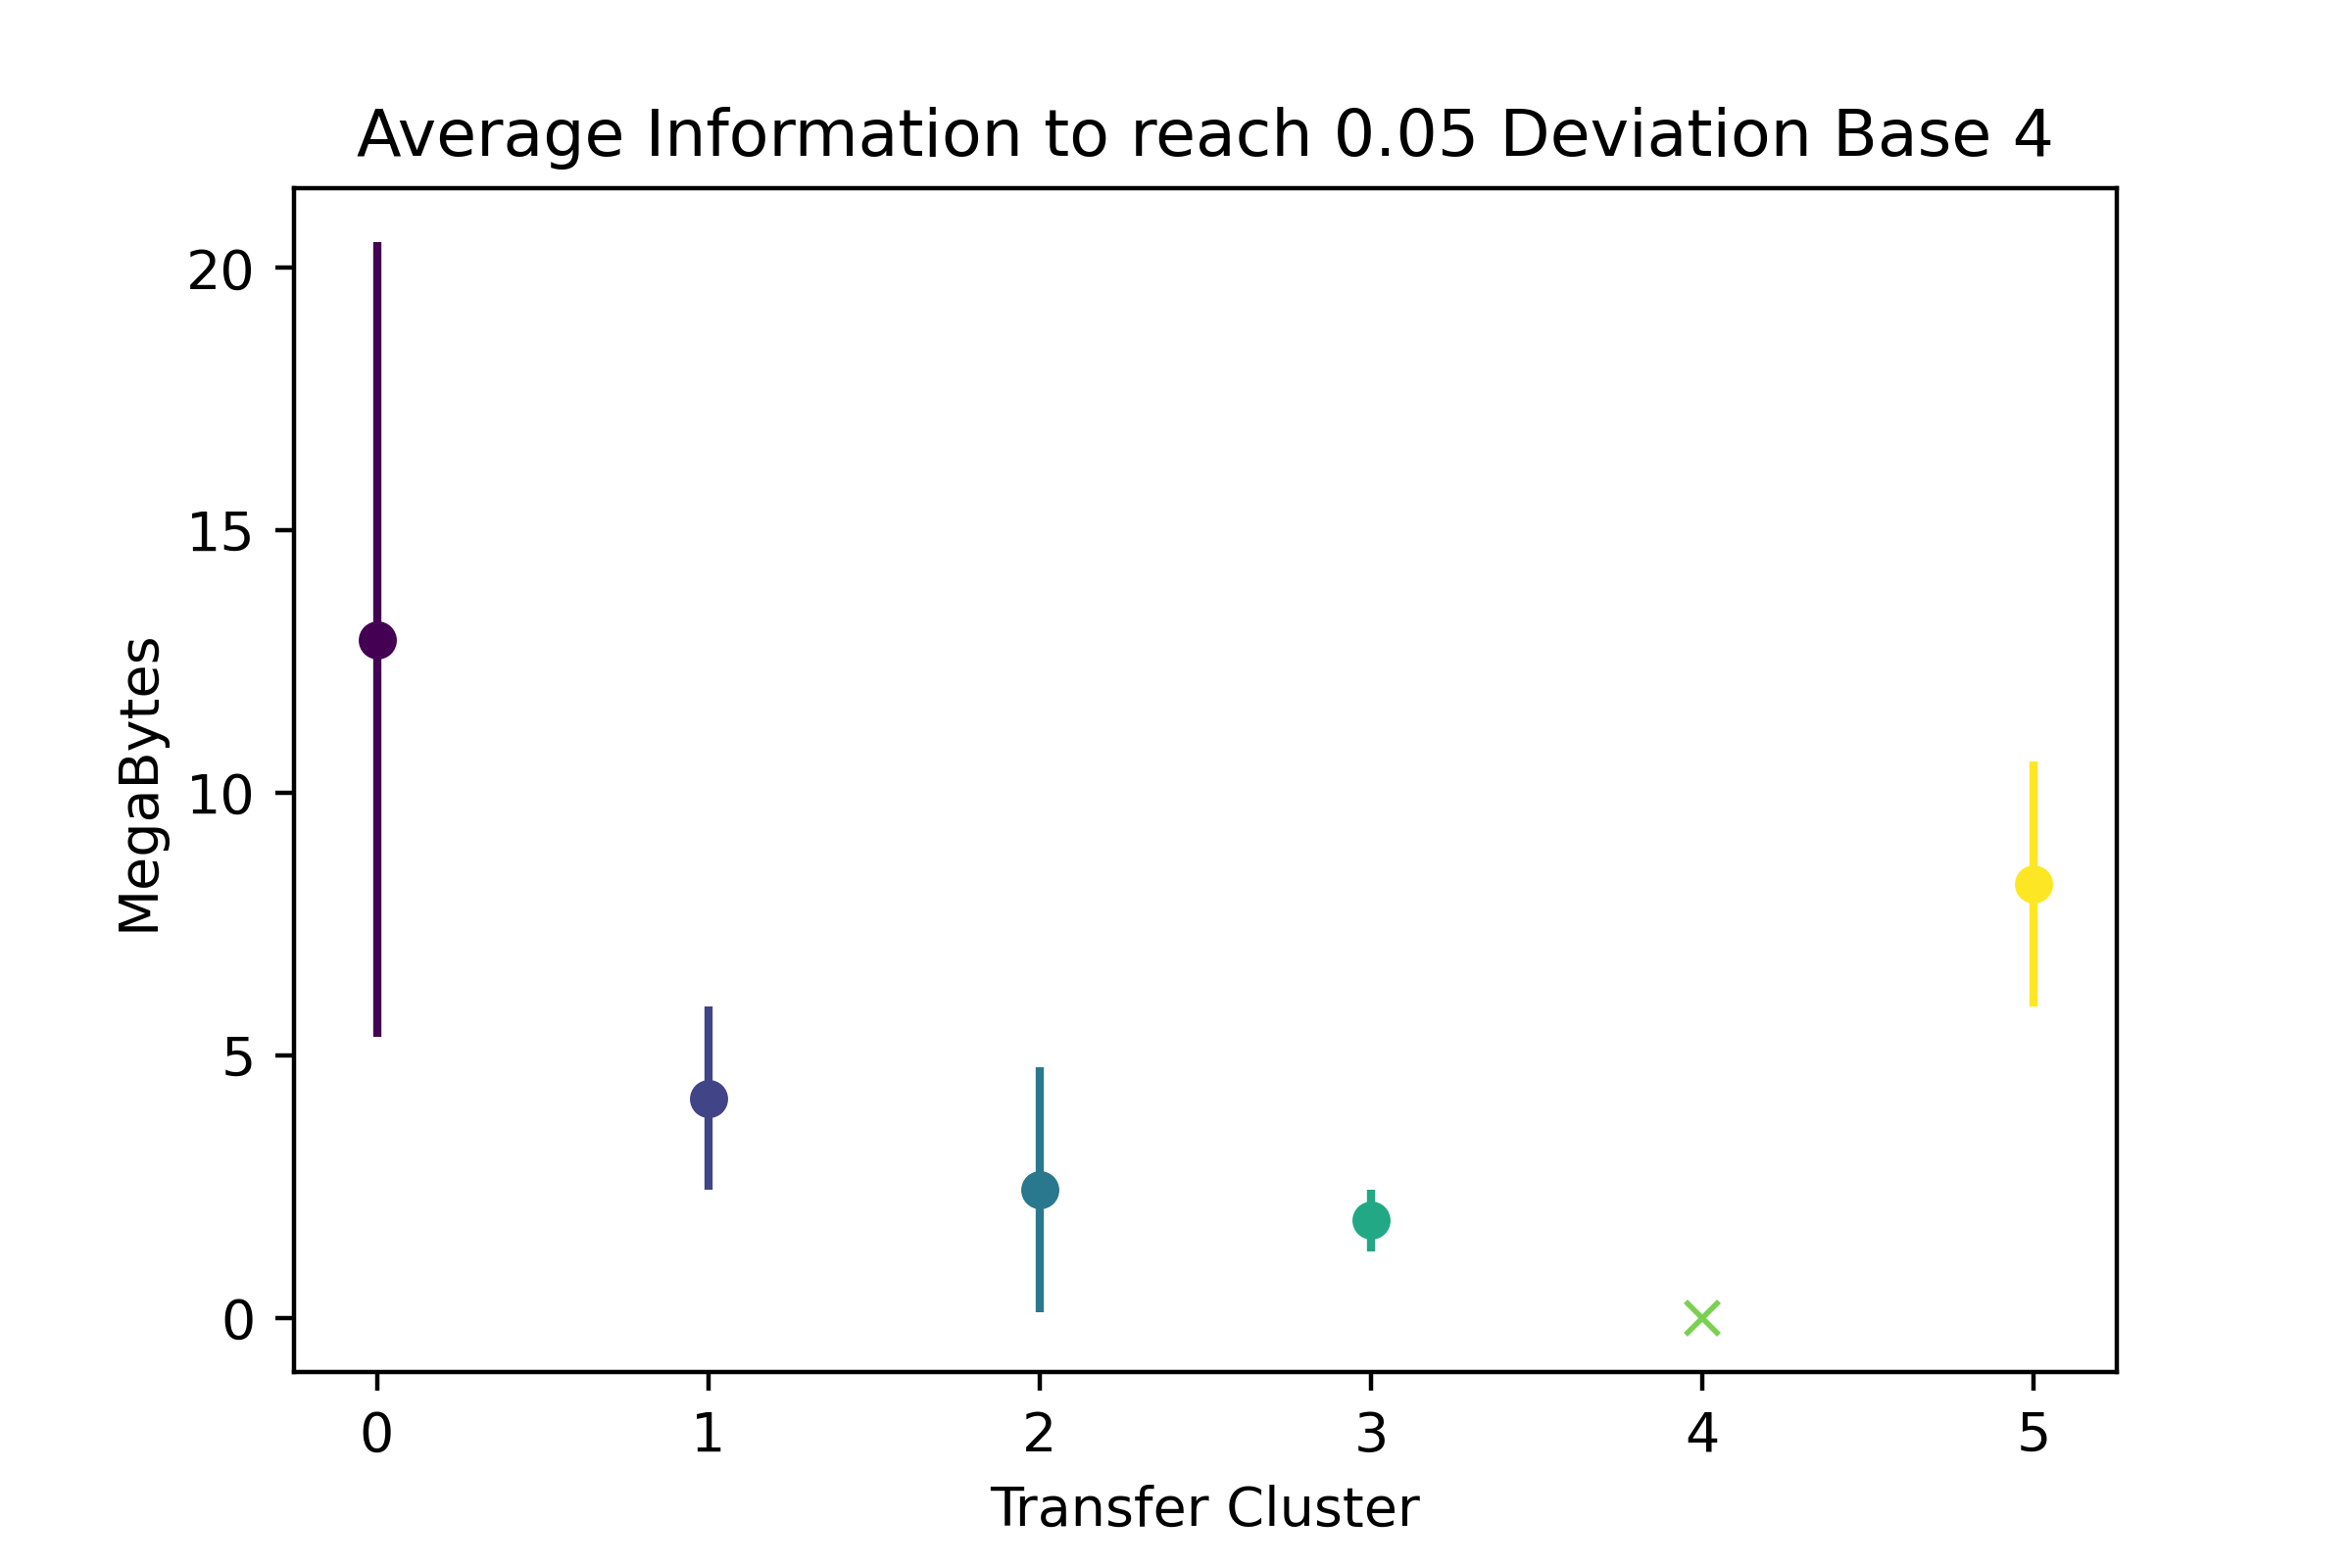 Average Information to reach 0.05 Deviation Base 4
MegaBytes
20
15
10
5
0
0 1 2 3 4 5
Transfer Cluster